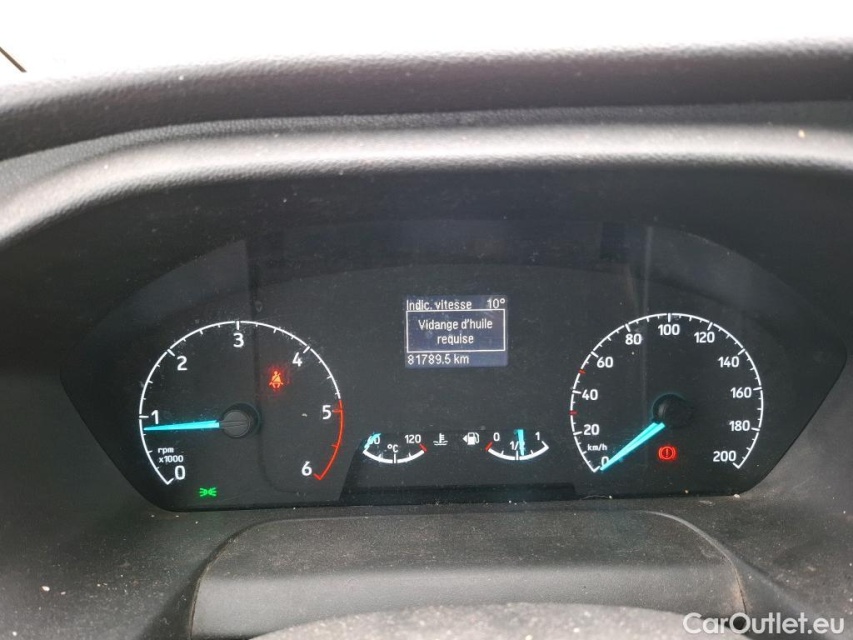 Indic. vitesse 10°
Vidange d'huile
requise
81789.5 km
0 1 2 3 4 5 6
rpm
x1000
60 120
°C
0 1/2 1
0 20 40 60 80 100 120 140 160 180 200
km/h
CarOutlet.eu